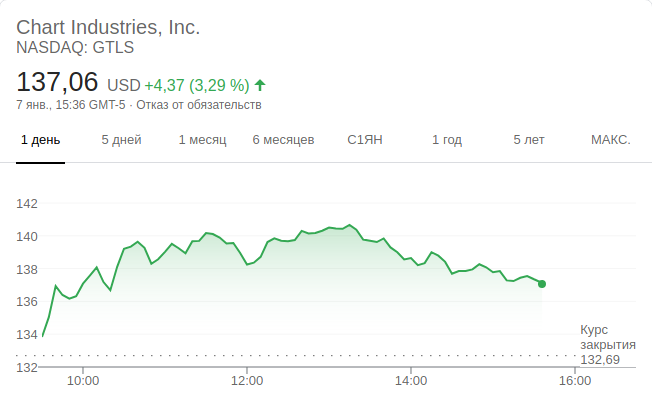 Chart Industries, Inc.
NASDAQ: GTLS
137,06 USD +4,37 (3,29 %)
7 янв., 15:36 GMT-5 · Отказ от обязательств
1 день 5 дней 1 месяц 6 месяцев С1ЯН 1 год 5 лет МАКС.
142
140
138
136
134
132
Курс
закрытия
132,69
10:00 12:00 14:00 16:00